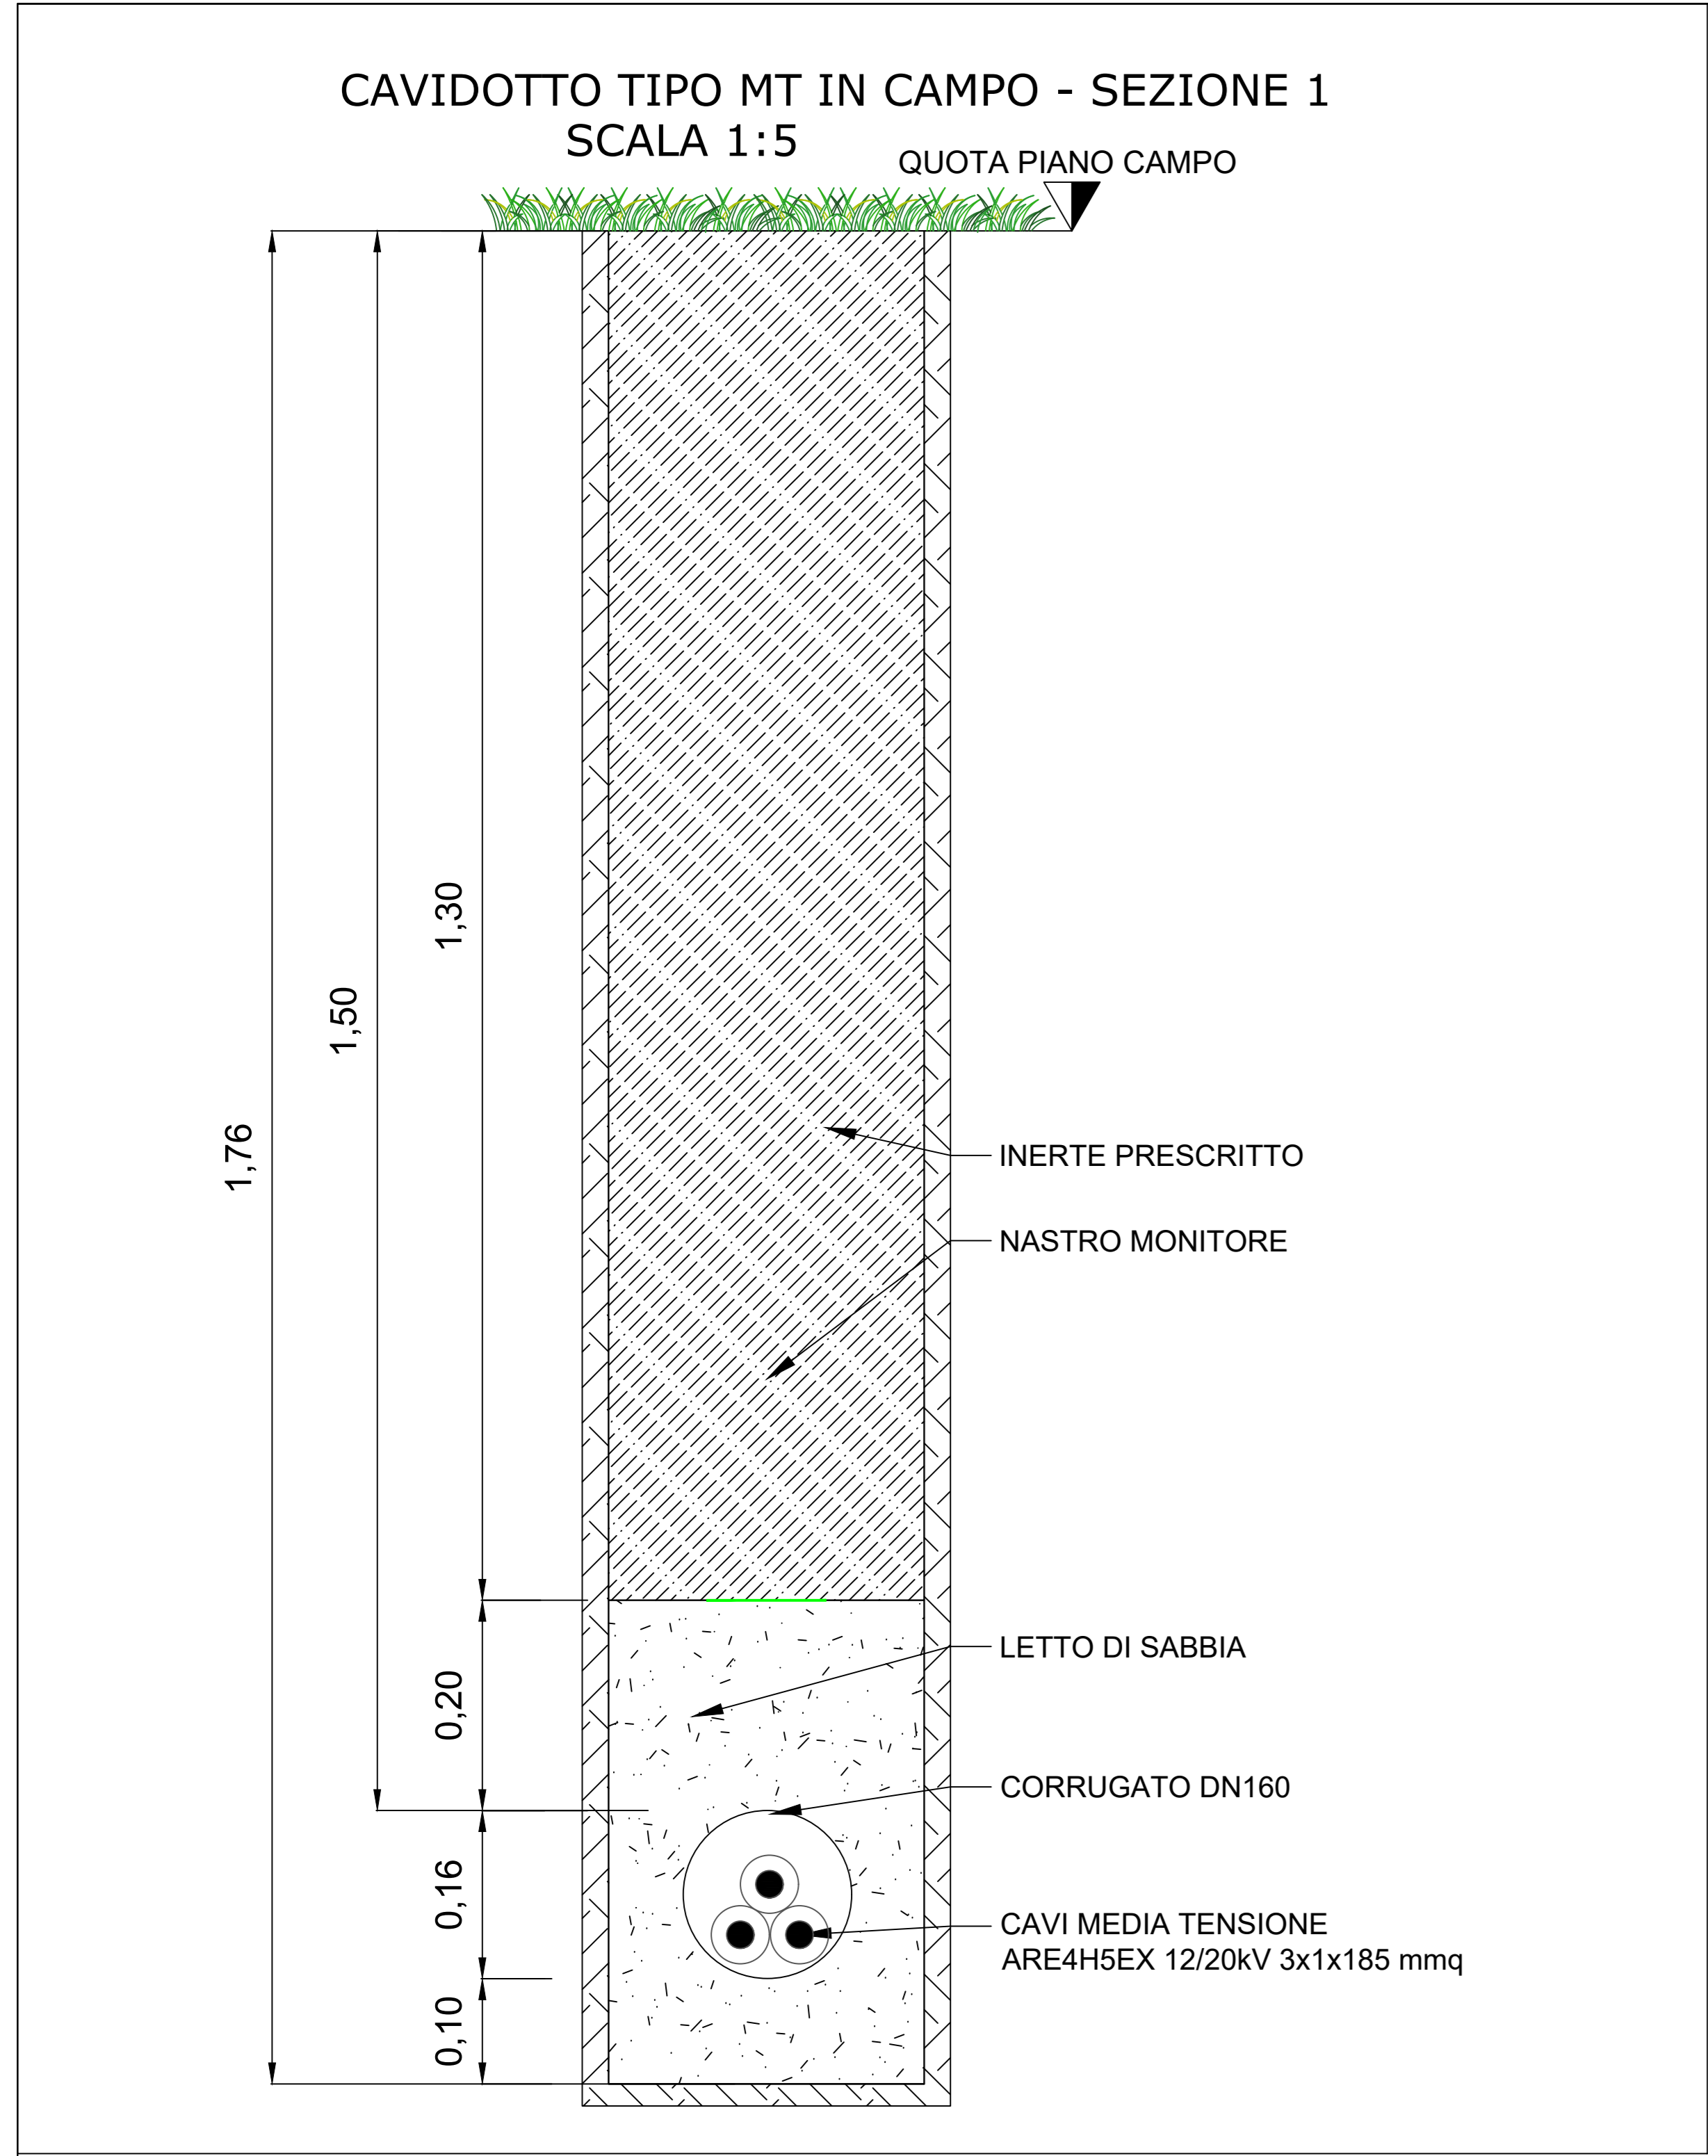 CAVIDOTTO TIPO MT IN CAMPO - SEZIONE 1
SCALA 1:5
QUOTA PIANO CAMPO
1,30
1,50
1,76
INERTE PRESCRITTO
NASTRO MONITORE
LETTO DI SABBIA
0,20
CORRUGATO DN160
0,16
CAVI MEDIA TENSIONE
ARE4H5EX 12/20kV 3x1x185 mmq
0,10